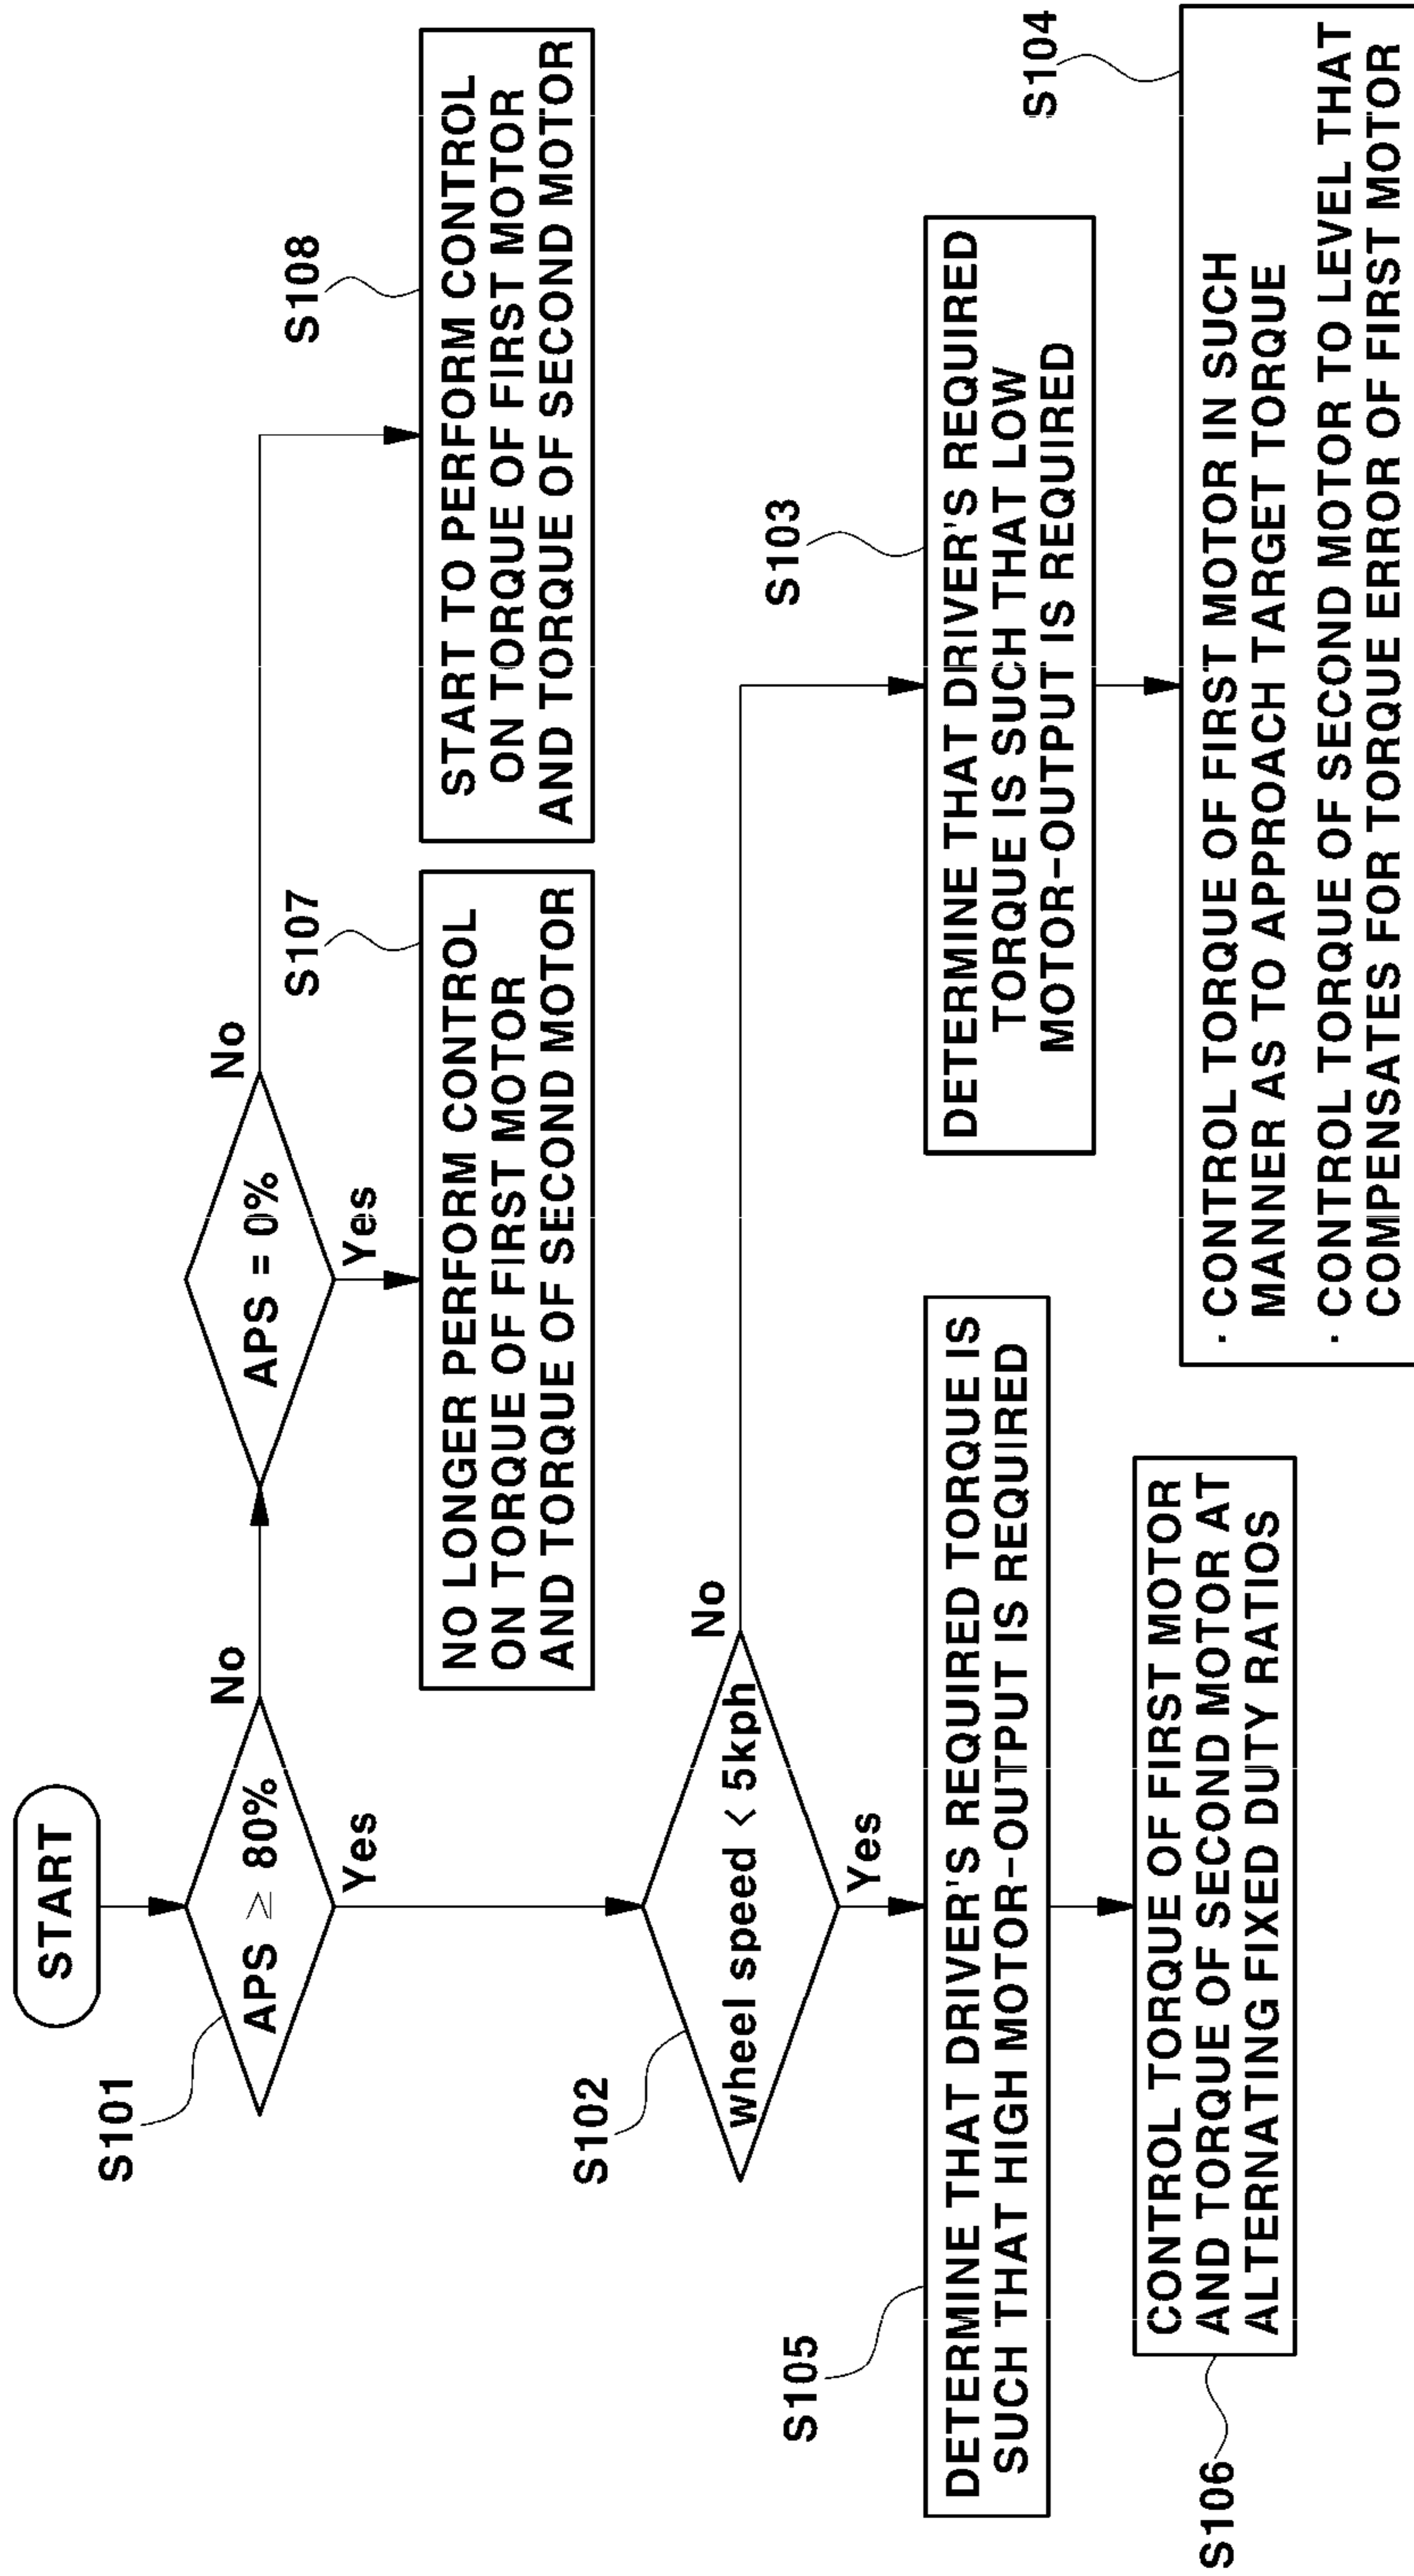 START
S101
APS ≥ 80%
No
Yes
APS = 0%
No
Yes
S107
NO LONGER PERFORM CONTROL
ON TORQUE OF FIRST MOTOR
AND TORQUE OF SECOND MOTOR
S108
START TO PERFORM CONTROL
ON TORQUE OF FIRST MOTOR
AND TORQUE OF SECOND MOTOR
S102
wheel speed < 5kph
No
Yes
S105
DETERMINE THAT DRIVER'S REQUIRED TORQUE IS
SUCH THAT HIGH MOTOR-OUTPUT IS REQUIRED
S103
DETERMINE THAT DRIVER'S REQUIRED
TORQUE IS SUCH THAT LOW
MOTOR-OUTPUT IS REQUIRED
S106
CONTROL TORQUE OF FIRST MOTOR
AND TORQUE OF SECOND MOTOR AT
ALTERNATING FIXED DUTY RATIOS
S104
· CONTROL TORQUE OF FIRST MOTOR IN SUCH
MANNER AS TO APPROACH TARGET TORQUE
· CONTROL TORQUE OF SECOND MOTOR TO LEVEL THAT
COMPENSATES FOR TORQUE ERROR OF FIRST MOTOR